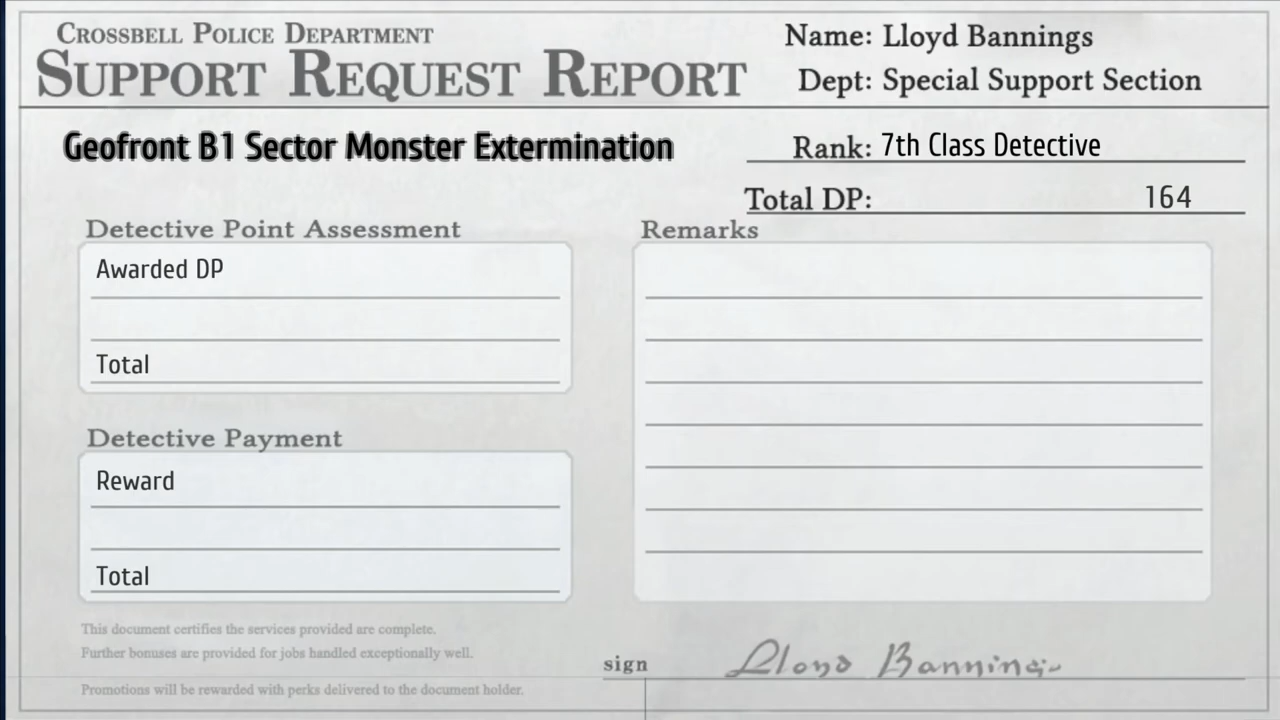 CROSSBELL POLICE DEPARTMENT
SUPPORT REQUEST REPORT
Name: Lloyd Bannings
Dept: Special Support Section
Geofront B1 Sector Monster Extermination
Rank: 7th Class Detective
Total DP: 164
Detective Point Assessment
Awarded DP
Total
Remarks
Detective Payment
Reward
Total
This document certifies the services provided are complete.
Further bonuses are provided for jobs handled exceptionally well.
Promotions will be rewarded with perks delivered to the document holder.
sign Lloyd Bannings